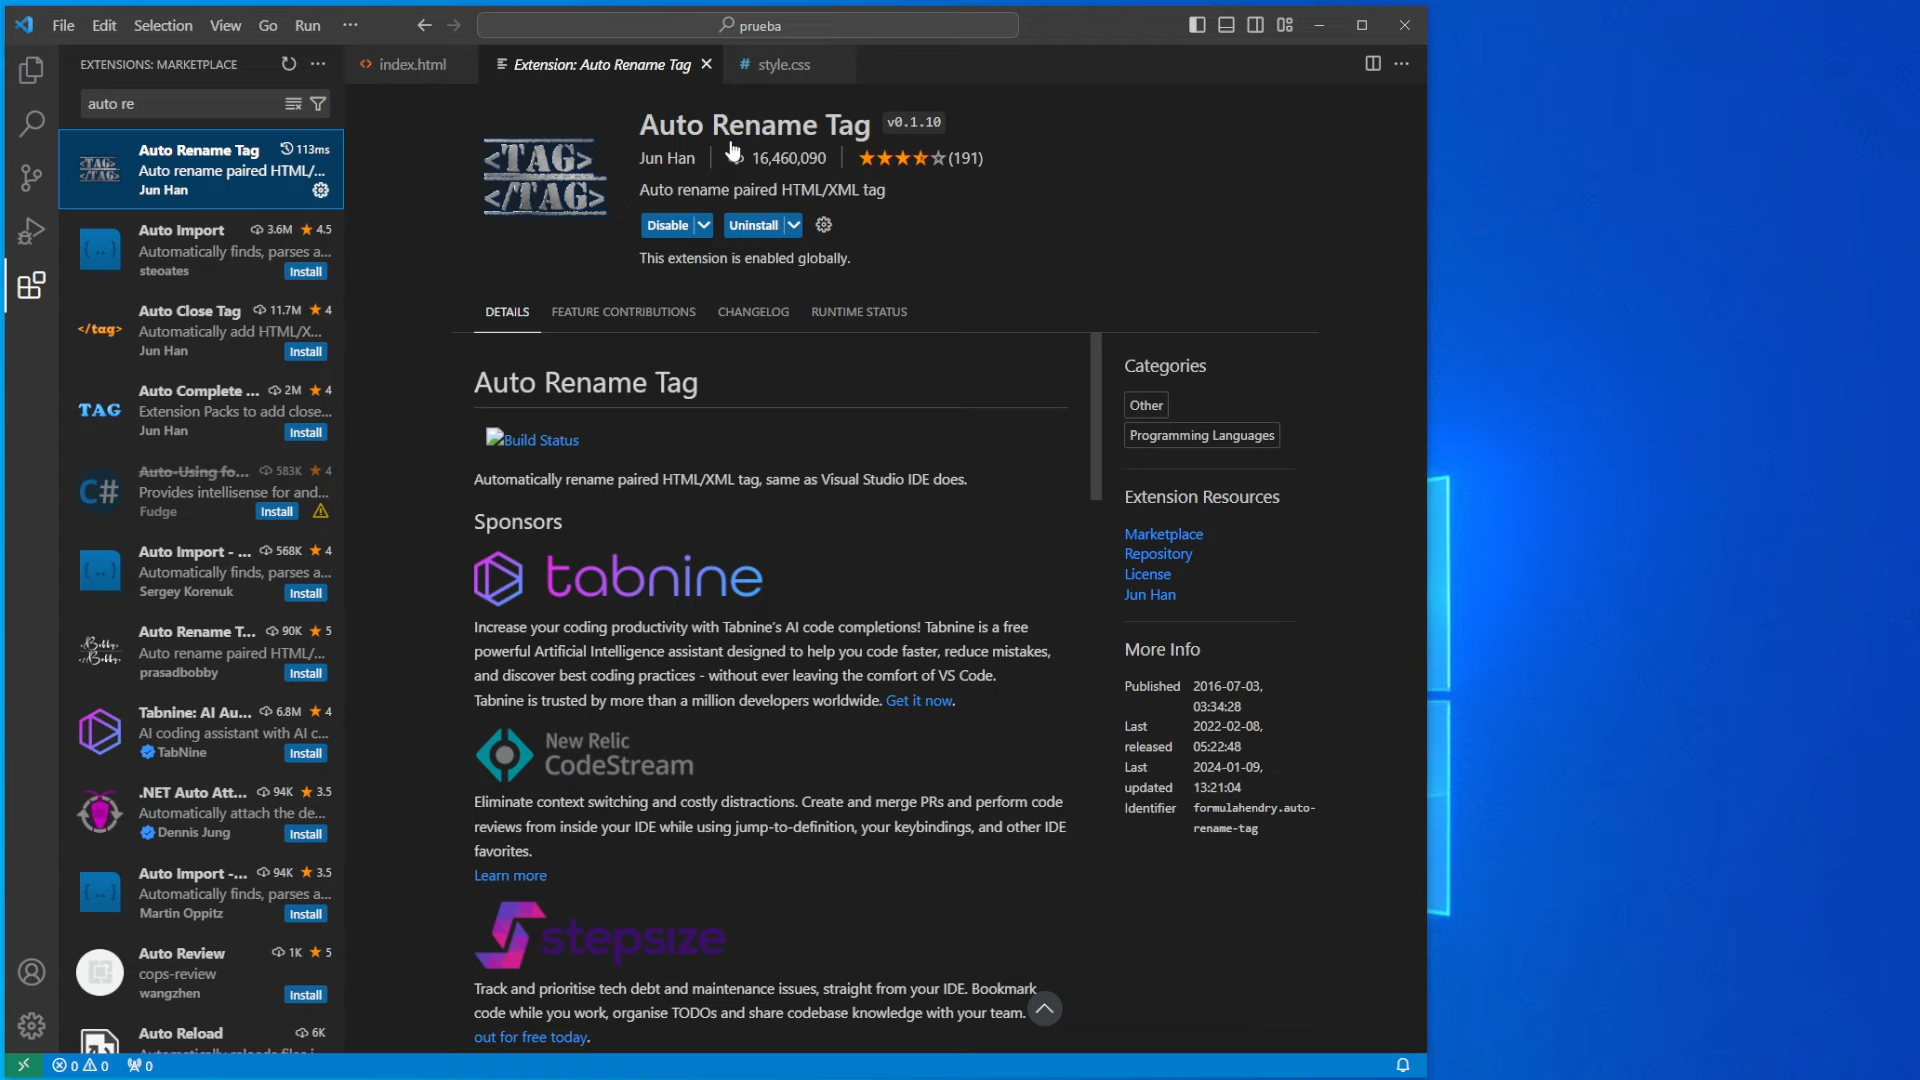 File Edit Selection View Go Run ···
prueba
EXTENSIONS: MARKETPLACE
auto re
Auto Rename Tag 113ms
Auto rename paired HTML/...
Jun Han
Auto Import 3.6M ★ 4.5
Automatically finds, parses a...
steoates Install
Auto Close Tag 11.7M ★ 4
Automatically add HTML/X...
Jun Han Install
Auto Complete ... 2M ★ 4
Extension Packs to add close...
Jun Han Install
Auto-Using fo... 583K ★ 4
Provides intellisense for and...
Fudge Install
Auto Import - ... 568K ★ 4
Automatically finds, parses a...
Sergey Korenuk Install
Auto Rename T... 90K ★ 5
Auto rename paired HTML/...
prasadbobby Install
Tabnine: AI Au... 6.8M ★ 4
AI coding assistant with AI c...
TabNine Install
.NET Auto Att... 94K ★ 3.5
Automatically attach the de...
Dennis Jung Install
Auto Import -... 94K ★ 3.5
Automatically finds, parses a...
Martin Oppitz Install
Auto Review 1K ★ 5
cops-review
wangzhen Install
Auto Reload 6K
index.html
Extension: Auto Rename Tag
# style.css
<TAG>
</TAG>
Auto Rename Tag v0.1.10
Jun Han 16,460,090 (191)
Auto rename paired HTML/XML tag
Disable Uninstall
This extension is enabled globally.
DETAILS FEATURE CONTRIBUTIONS CHANGELOG RUNTIME STATUS
Auto Rename Tag
Build Status
Automatically rename paired HTML/XML tag, same as Visual Studio IDE does.
Sponsors
tabnine
Increase your coding productivity with Tabnine's AI code completions! Tabnine is a free
powerful Artificial Intelligence assistant designed to help you code faster, reduce mistakes,
and discover best coding practices - without ever leaving the comfort of VS Code.
Tabnine is trusted by more than a million developers worldwide. Get it now.
New Relic
CodeStream
Eliminate context switching and costly distractions. Create and merge PRs and perform code
reviews from inside your IDE while using jump-to-definition, your keybindings, and other IDE
favorites.
Learn more
stepsize
Track and prioritise tech debt and maintenance issues, straight from your IDE. Bookmark
code while you work, organise TODOs and share codebase knowledge with your team.
out for free today.
Categories
Other
Programming Languages
Extension Resources
Marketplace
Repository
License
Jun Han
More Info
Published 2016-07-03,
03:34:28
Last 2022-02-08,
released 05:22:48
Last 2024-01-09,
updated 13:21:04
Identifier formulahendry.auto-
rename-tag
0 0 0